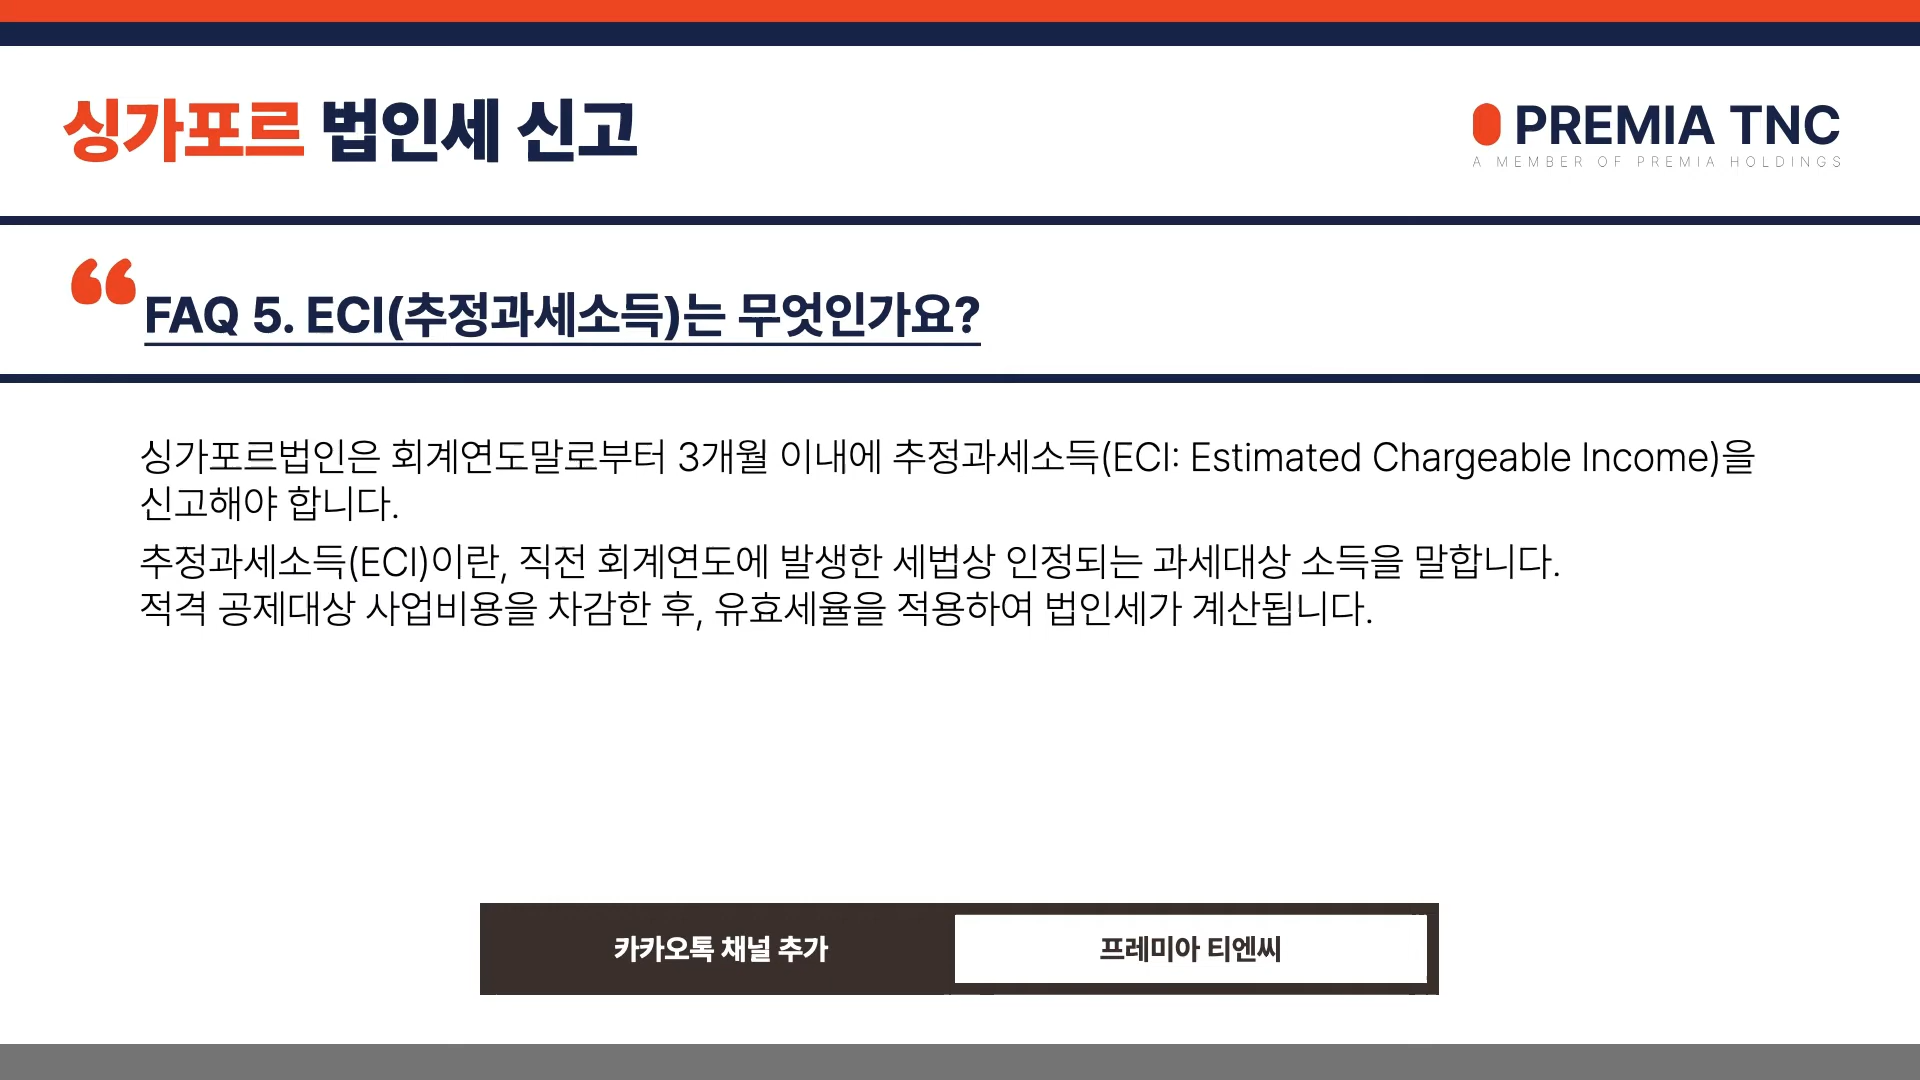 싱가포르 법인세 신고
PREMIA TNC
A MEMBER OF PREMIA HOLDINGS
“
FAQ 5. ECI(추정과세소득)는 무엇인가요?
싱가포르법인은 회계연도말로부터 3개월 이내에 추정과세소득(ECI: Estimated Chargeable Income)을
신고해야 합니다.
추정과세소득(ECI)이란, 직전 회계연도에 발생한 세법상 인정되는 과세대상 소득을 말합니다.
적격 공제대상 사업비용을 차감한 후, 유효세율을 적용하여 법인세가 계산됩니다.
카카오톡 채널 추가
프레미아 티엔씨